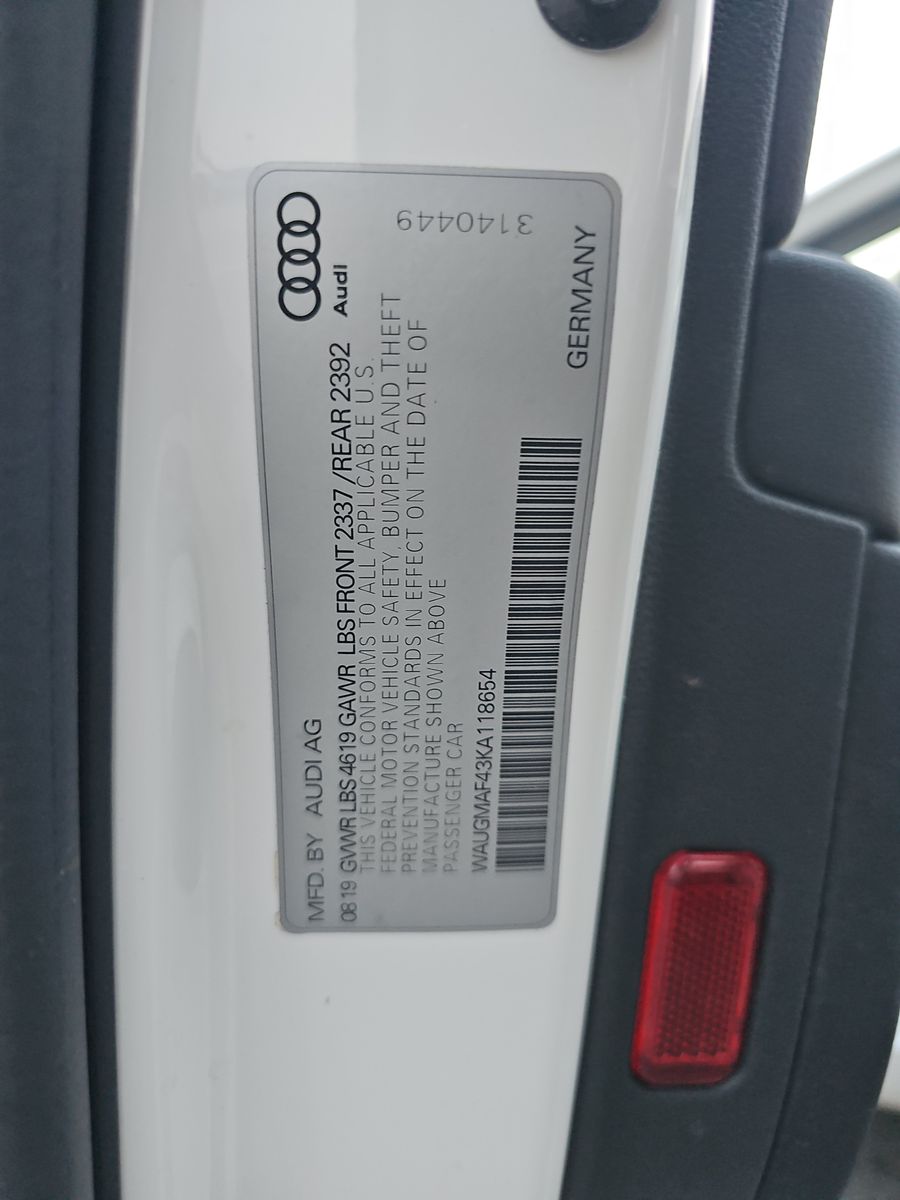 MFD. BY AUDI AG
Audi
08 19 GVWR LBS 4619 GAWR LBS FRONT 2337 /REAR 2392
THIS VEHICLE CONFORMS TO ALL APPLICABLE U.S.
FEDERAL MOTOR VEHICLE SAFETY, BUMPER AND THEFT
PREVENTION STANDARDS IN EFFECT ON THE DATE OF
MANUFACTURE SHOWN ABOVE
PASSENGER CAR
3140449
WAUGMAF43KA118654
GERMANY